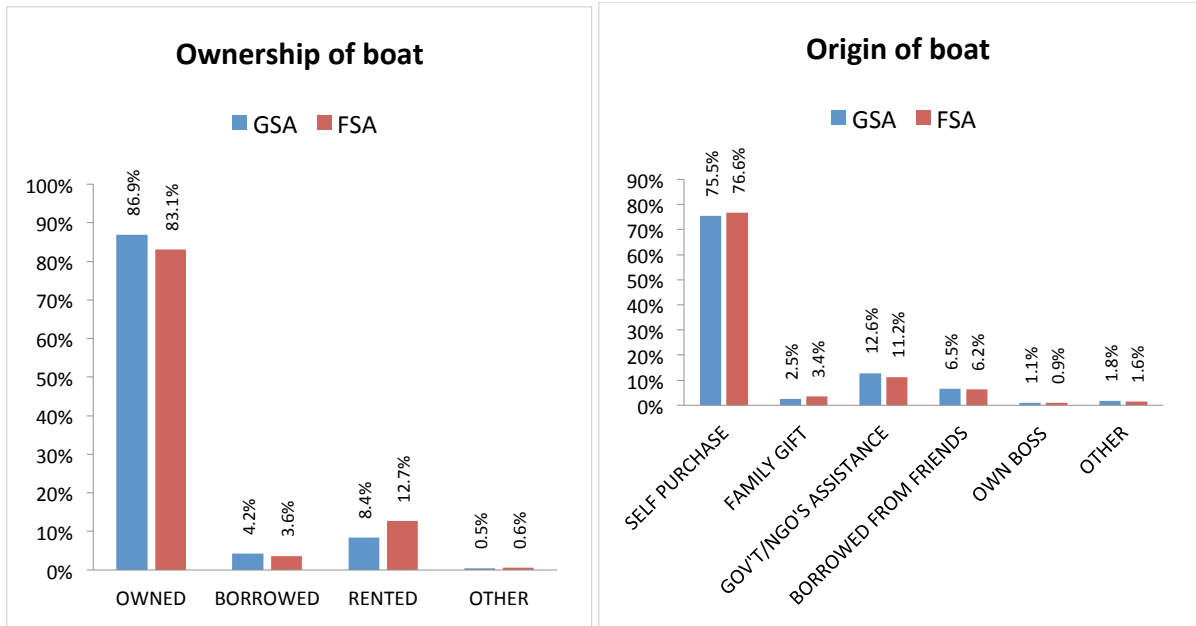 Ownership of boat
GSA FSA
100%
90%
80%
70%
60%
50%
40%
30%
20%
10%
0%
86.9% 83.1%
4.2% 3.6%
8.4% 12.7%
0.5% 0.6%
OWNED BORROWED RENTED OTHER
Origin of boat
GSA FSA
90%
80%
70%
60%
50%
40%
30%
20%
10%
0%
75.5% 76.6%
2.5% 3.4%
12.6% 11.2%
6.5% 6.2%
1.1% 0.9%
1.8% 1.6%
SELF PURCHASE
FAMILY GIFT
GOV'T/NGO'S ASSISTANCE
BORROWED FROM FRIENDS
OWN BOSS
OTHER